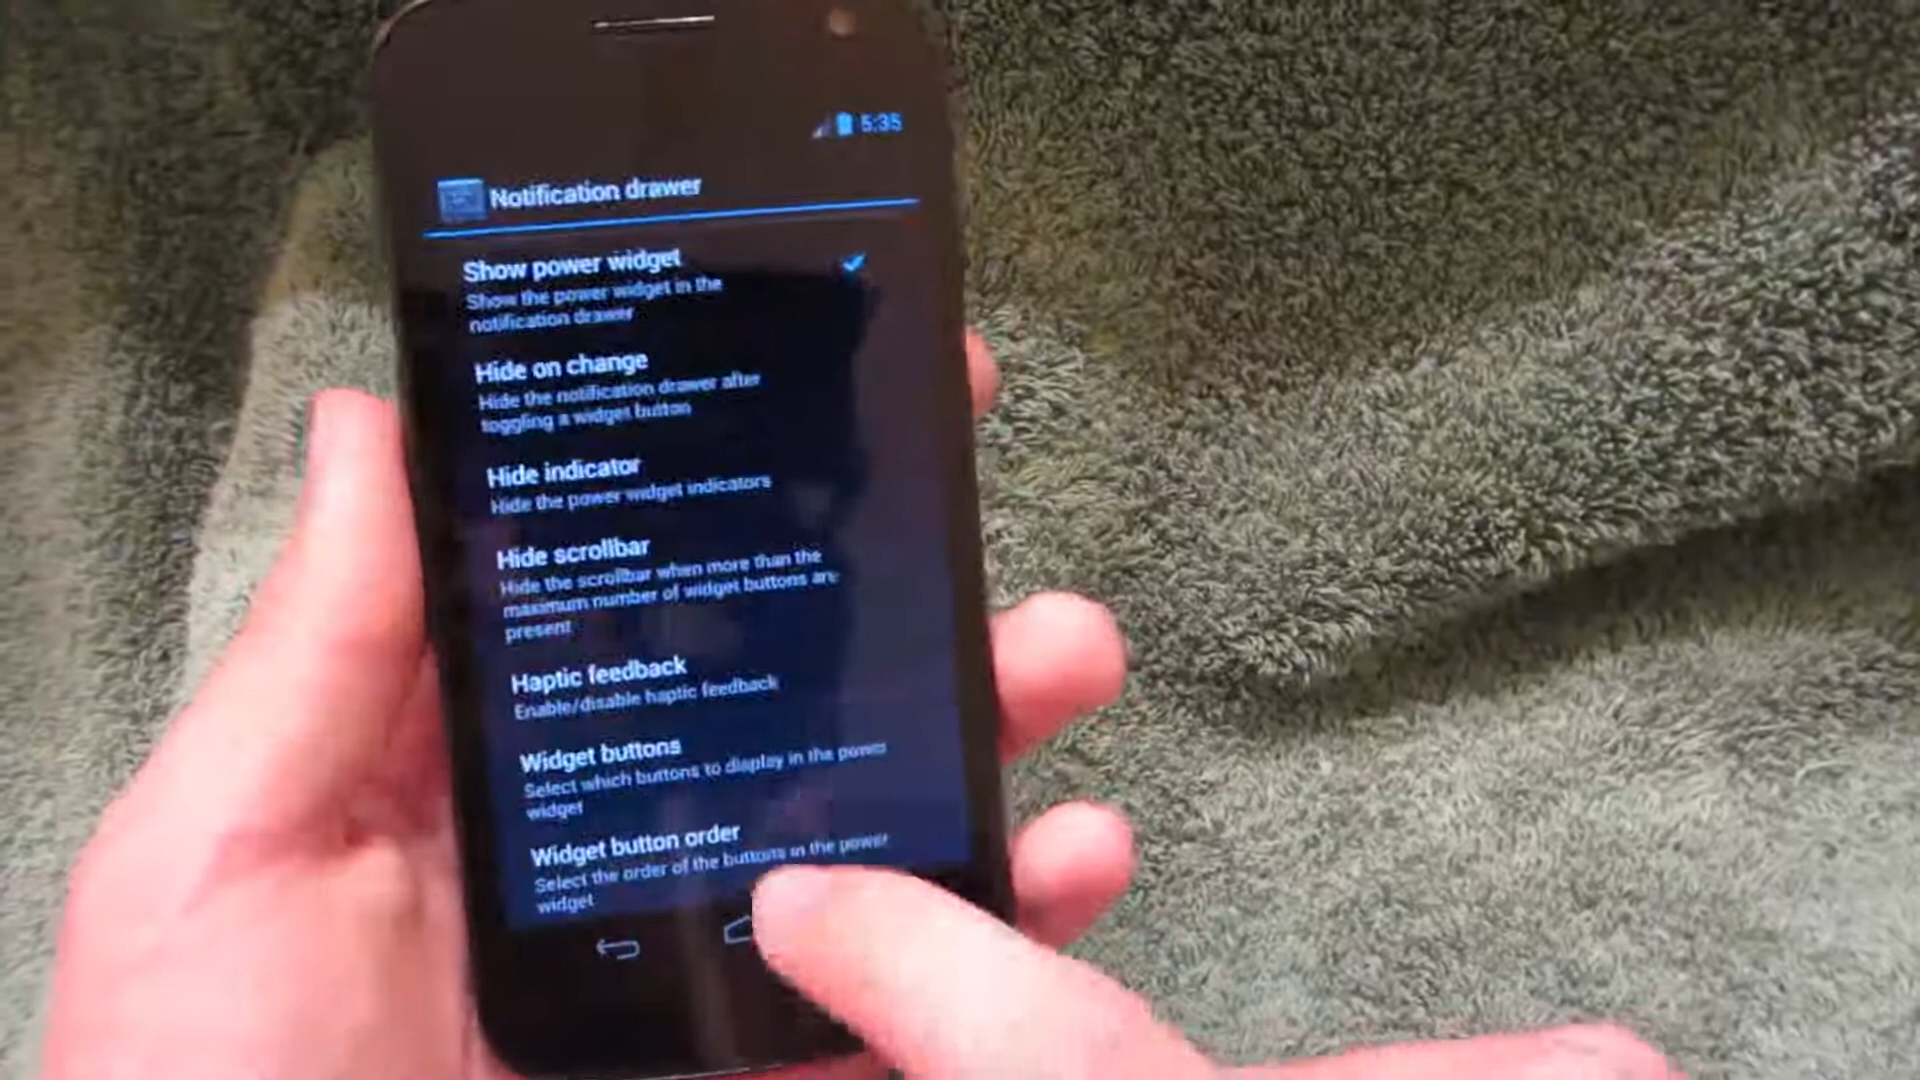 5:35
Notification drawer
Show power widget
Show the power widget in the
notification drawer
Hide on change
Hide the notification drawer after
toggling a widget button
Hide indicator
Hide the power widget indicators
Hide scrollbar
Hide the scrollbar when more than the
maximum number of widget buttons are
present
Haptic feedback
Enable/disable haptic feedback
Widget buttons
Select which buttons to display in the power
widget
Widget button order
Select the order of the buttons in the power
widget